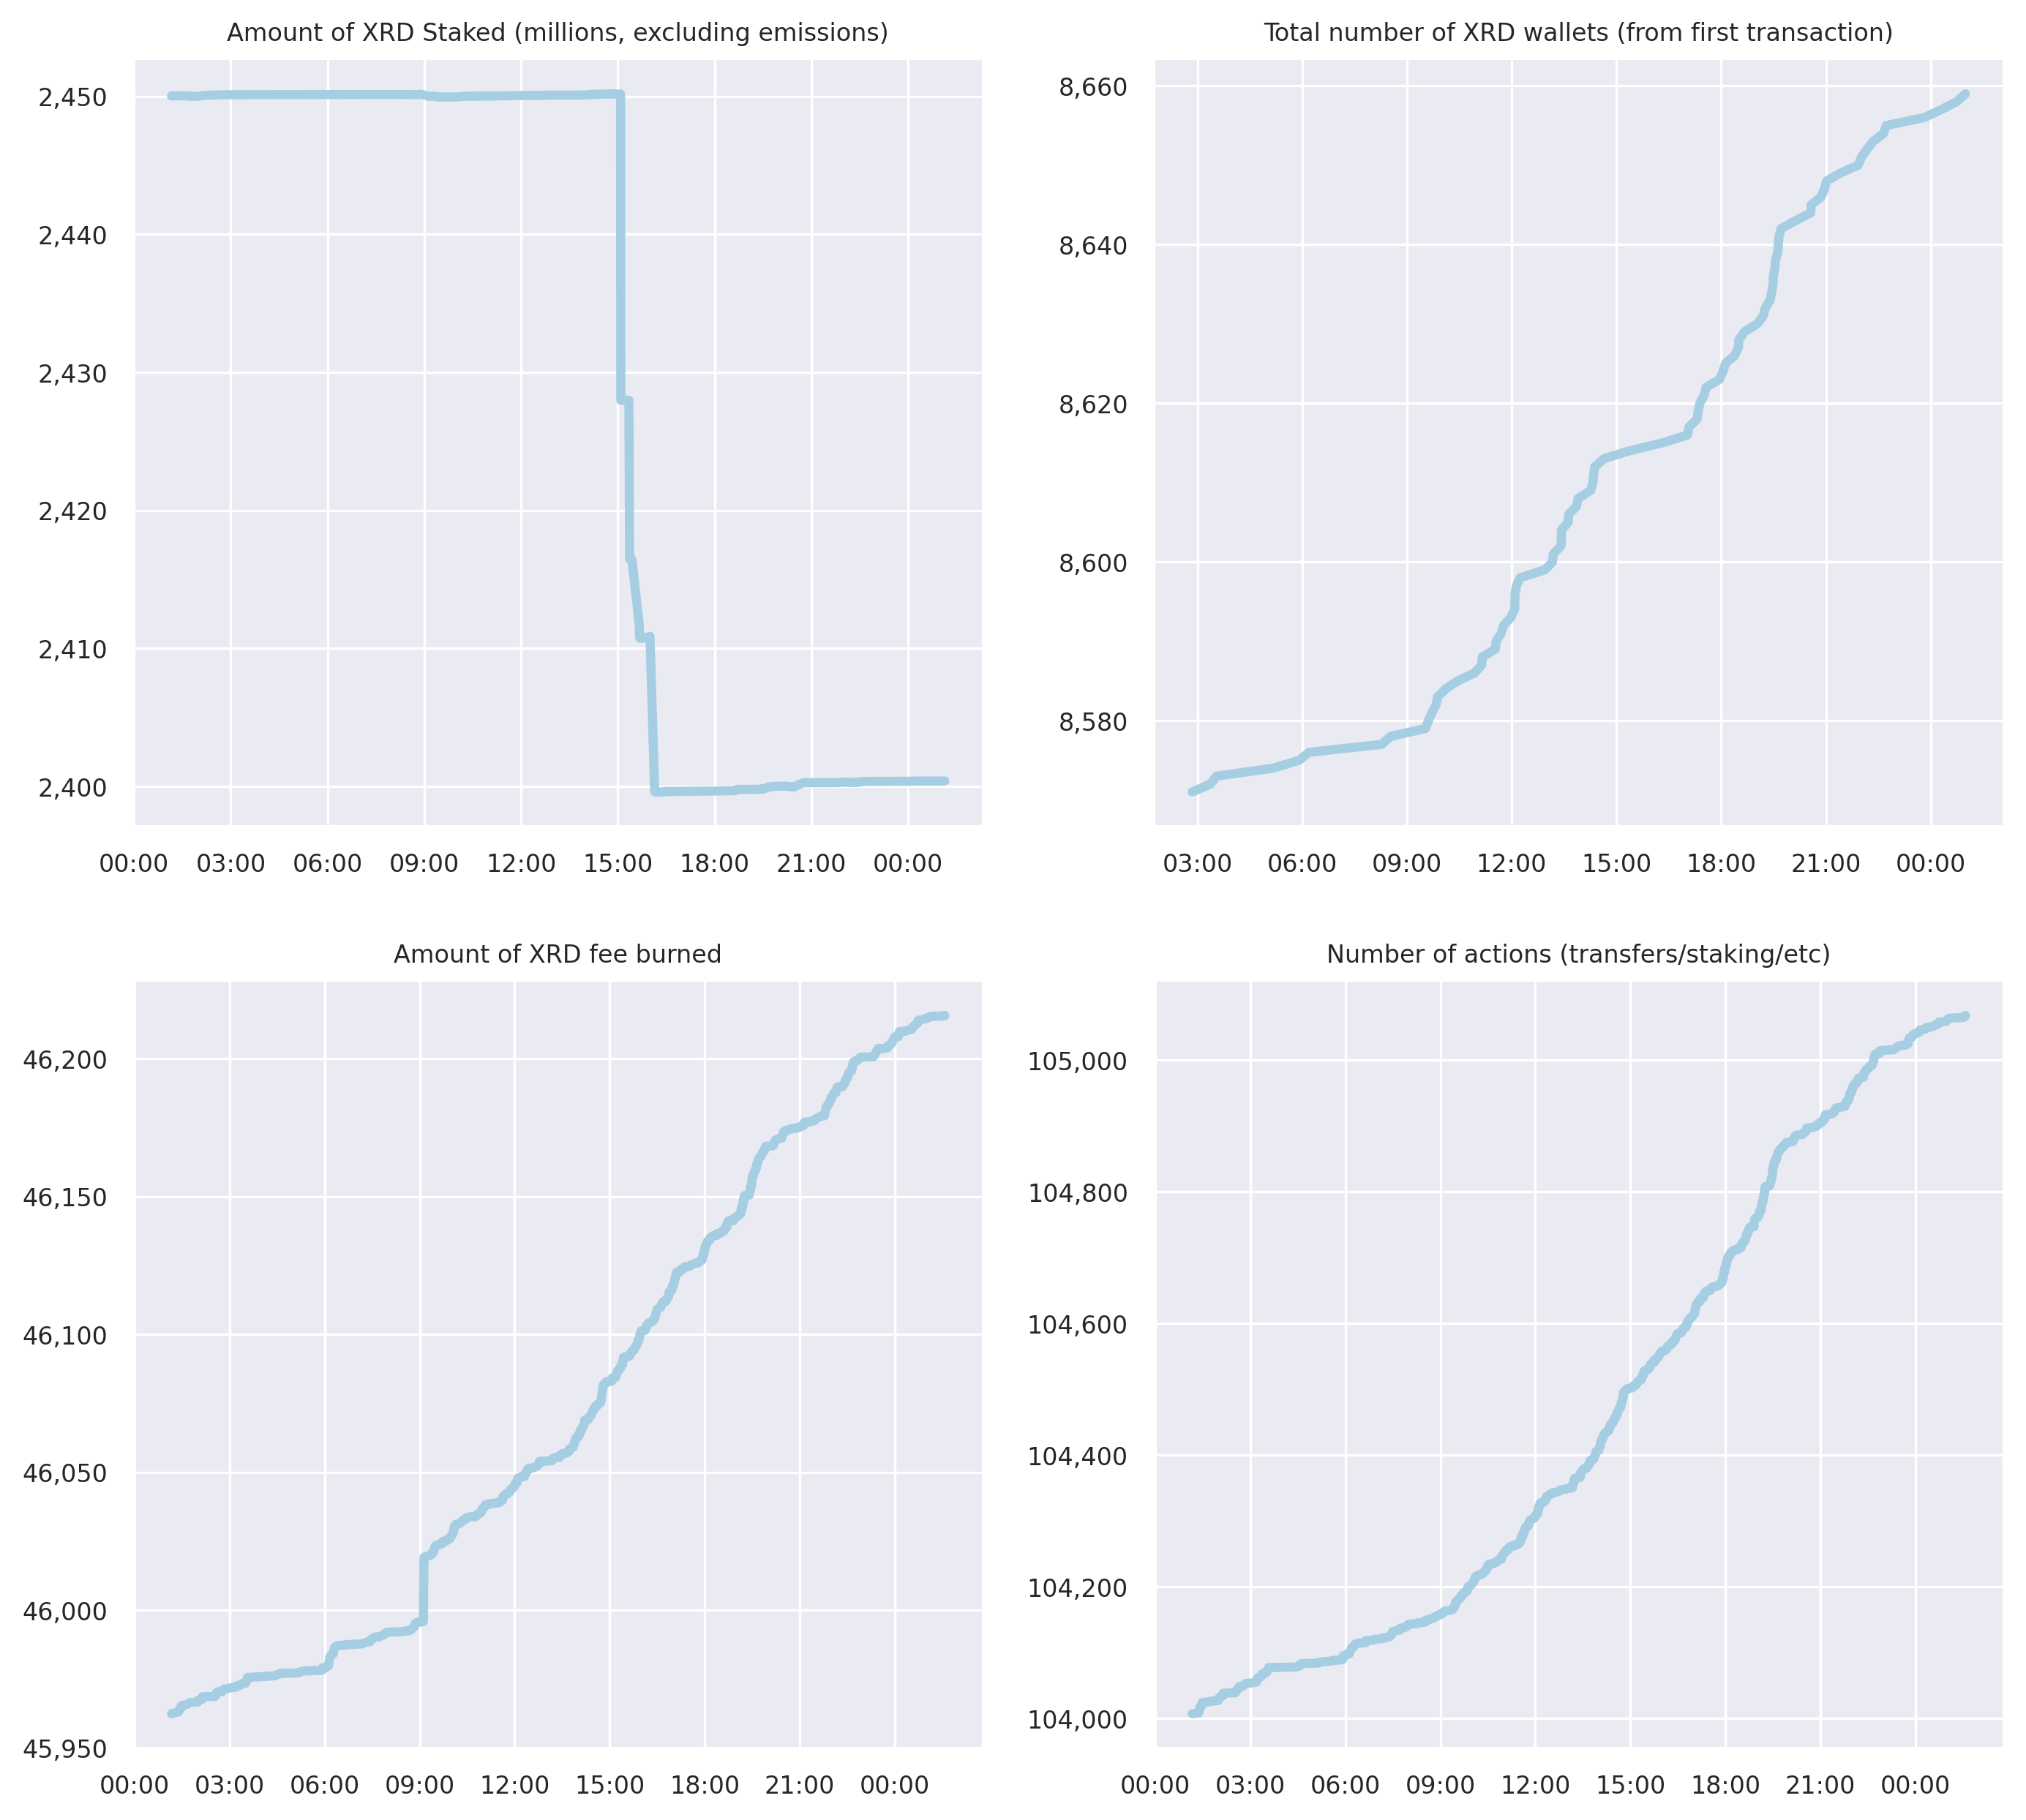 Amount of XRD Staked (millions, excluding emissions)
2,450
2,440
2,430
2,420
2,410
2,400
00:00 03:00 06:00 09:00 12:00 15:00 18:00 21:00 00:00
Total number of XRD wallets (from first transaction)
8,660
8,640
8,620
8,600
8,580
03:00 06:00 09:00 12:00 15:00 18:00 21:00 00:00
Amount of XRD fee burned
46,200
46,150
46,100
46,050
46,000
45,950
00:00 03:00 06:00 09:00 12:00 15:00 18:00 21:00 00:00
Number of actions (transfers/staking/etc)
105,000
104,800
104,600
104,400
104,200
104,000
00:00 03:00 06:00 09:00 12:00 15:00 18:00 21:00 00:00